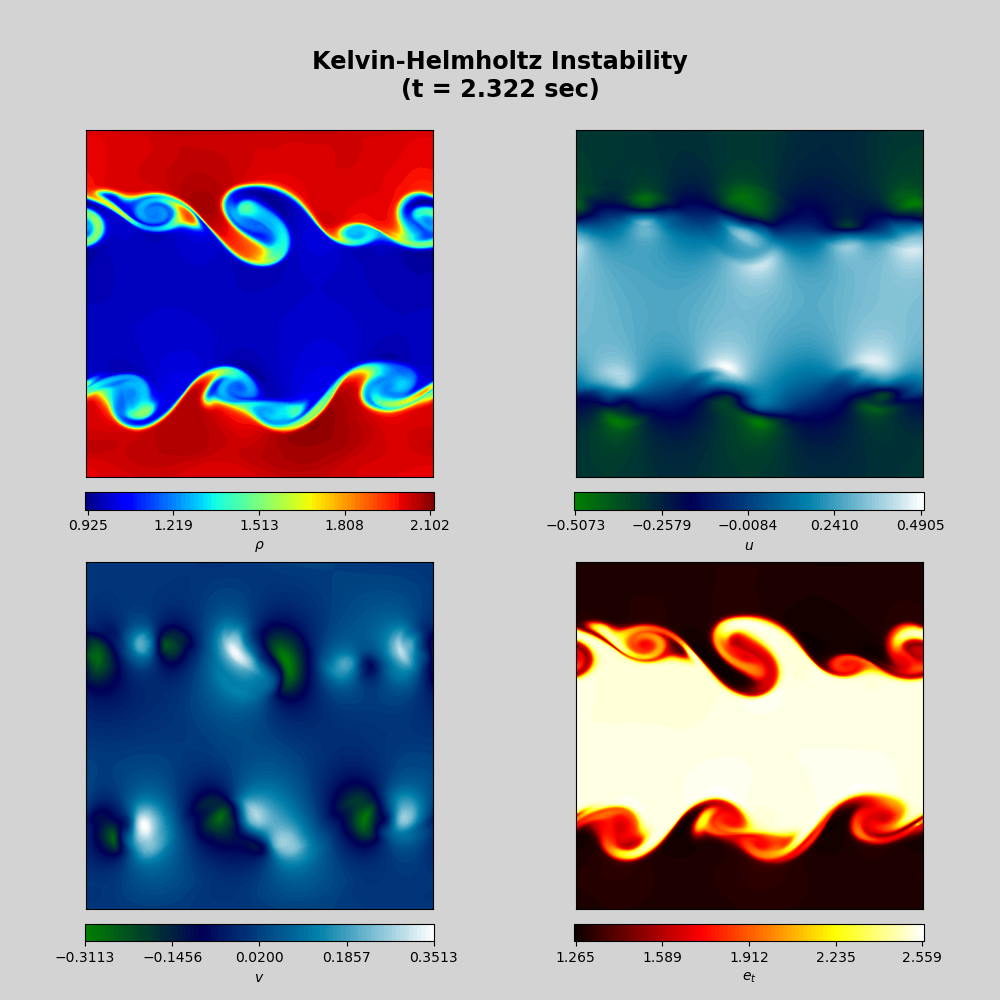 Kelvin-Helmholtz Instability
(t = 2.322 sec)
0.925 1.219 1.513 1.808 2.102
ρ
−0.5073 −0.2579 −0.0084 0.2410 0.4905
u
−0.3113 −0.1456 0.0200 0.1857 0.3513
v
1.265 1.589 1.912 2.235 2.559
eₜ